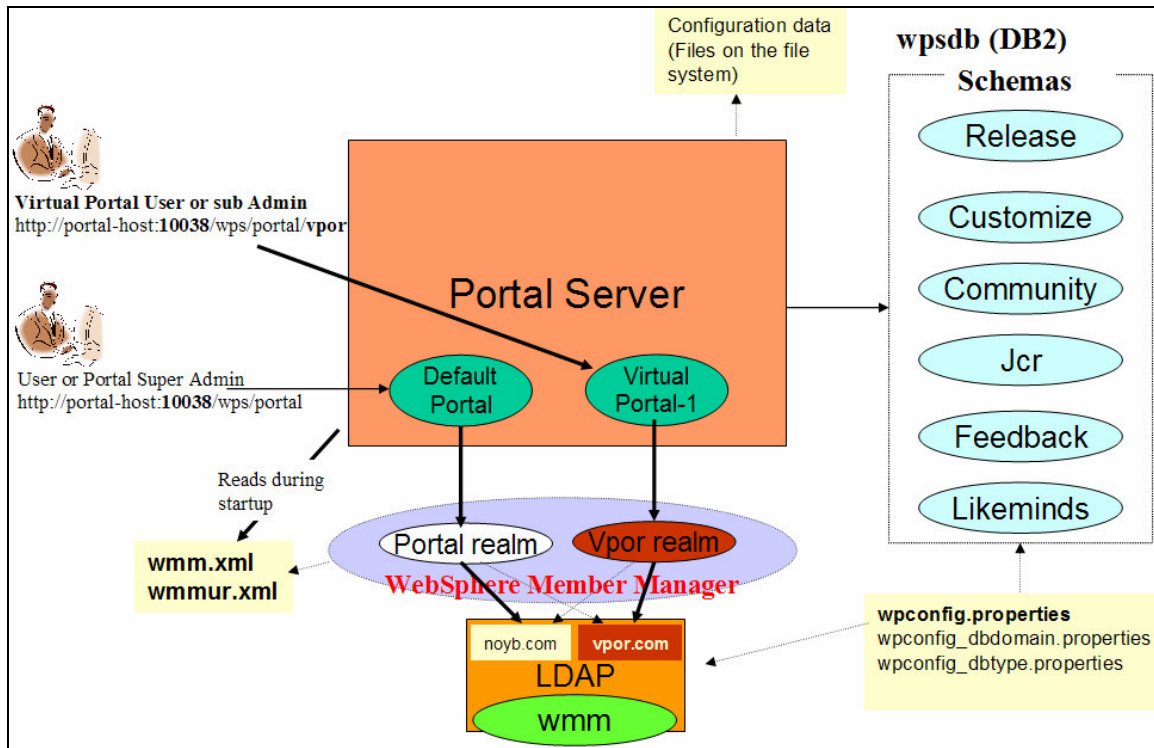 Configuration data
(Files on the file
system)
wpsdb (DB2)
Schemas
Release
Customize
Community
Jcr
Feedback
Likeminds
Virtual Portal User or sub Admin
http://portal-host:10038/wps/portal/vpor
Portal Server
User or Portal Super Admin
http://portal-host:10038/wps/portal
Default
Portal
Virtual
Portal-1
Reads during
startup
wmm.xml
wmmur.xml
Portal realm
Vpor realm
WebSphere Member Manager
noyb.com
vpor.com
LDAP
wmm
wpconfig.properties
wpconfig_dbdomain.properties
wpconfig_dbtype.properties